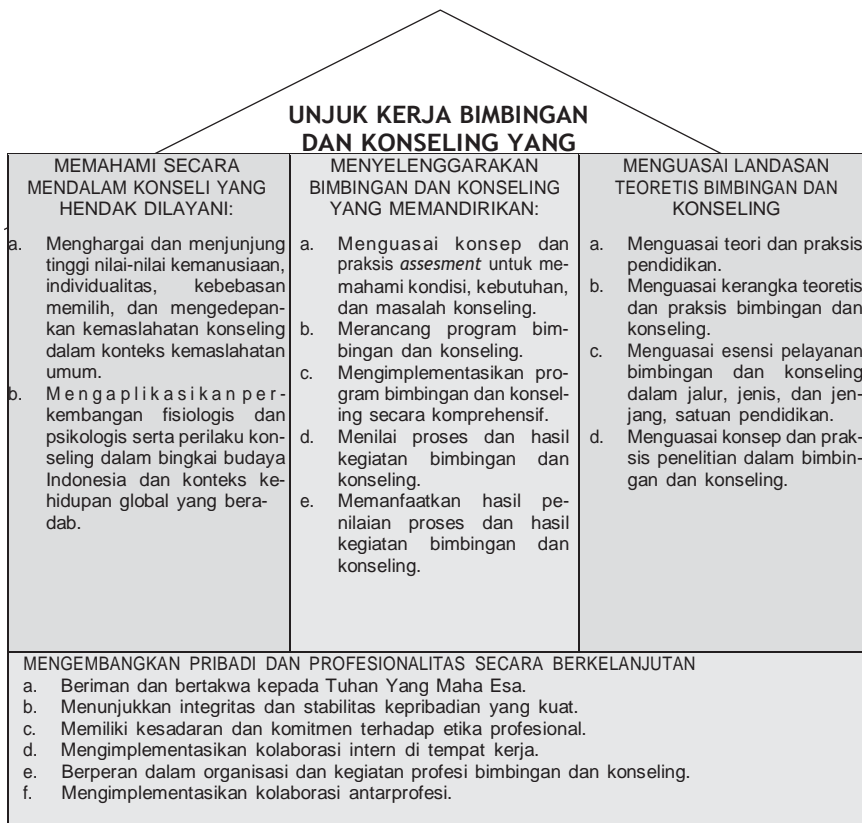 UNJUK KERJA BIMBINGAN
DAN KONSELING YANG
MEMAHAMI SECARA
MENDALAM KONSELI YANG
HENDAK DILAYANI:
a. Menghargai dan menjunjung
tinggi nilai-nilai kemanusiaan,
individualitas, kebebasan
memilih, dan mengedepan-
kan kemaslahatan konseling
dalam konteks kemaslahatan
umum.
b. Mengaplikasikan per-
kembangan fisiologis dan
psikologis serta perilaku kon-
seling dalam bingkai budaya
Indonesia dan konteks ke-
hidupan global yang bera-
dab.
MENYELENGGARAKAN
BIMBINGAN DAN KONSELING
YANG MEMANDIRIKAN:
a. Menguasai konsep dan
praksis assesment untuk me-
mahami kondisi, kebutuhan,
dan masalah konseling.
b. Merancang program bim-
bingan dan konseling.
c. Mengimplementasikan pro-
gram bimbingan dan konsel-
ing secara komprehensif.
d. Menilai proses dan hasil
kegiatan bimbingan dan
konseling.
e. Memanfaatkan hasil pe-
nilaian proses dan hasil
kegiatan bimbingan dan
konseling.
MENGUASAI LANDASAN
TEORETIS BIMBINGAN DAN
KONSELING
a. Menguasai teori dan praksis
pendidikan.
b. Menguasai kerangka teoretis
dan praksis bimbingan dan
konseling.
c. Menguasai esensi pelayanan
bimbingan dan konseling
dalam jalur, jenis, dan jen-
jang, satuan pendidikan.
d. Menguasai konsep dan prak-
sis penelitian dalam bimbin-
gan dan konseling.
MENGEMBANGKAN PRIBADI DAN PROFESIONALITAS SECARA BERKELANJUTAN
a. Beriman dan bertakwa kepada Tuhan Yang Maha Esa.
b. Menunjukkan integritas dan stabilitas kepribadian yang kuat.
c. Memiliki kesadaran dan komitmen terhadap etika profesional.
d. Mengimplementasikan kolaborasi intern di tempat kerja.
e. Berperan dalam organisasi dan kegiatan profesi bimbingan dan konseling.
f. Mengimplementasikan kolaborasi antarprofesi.